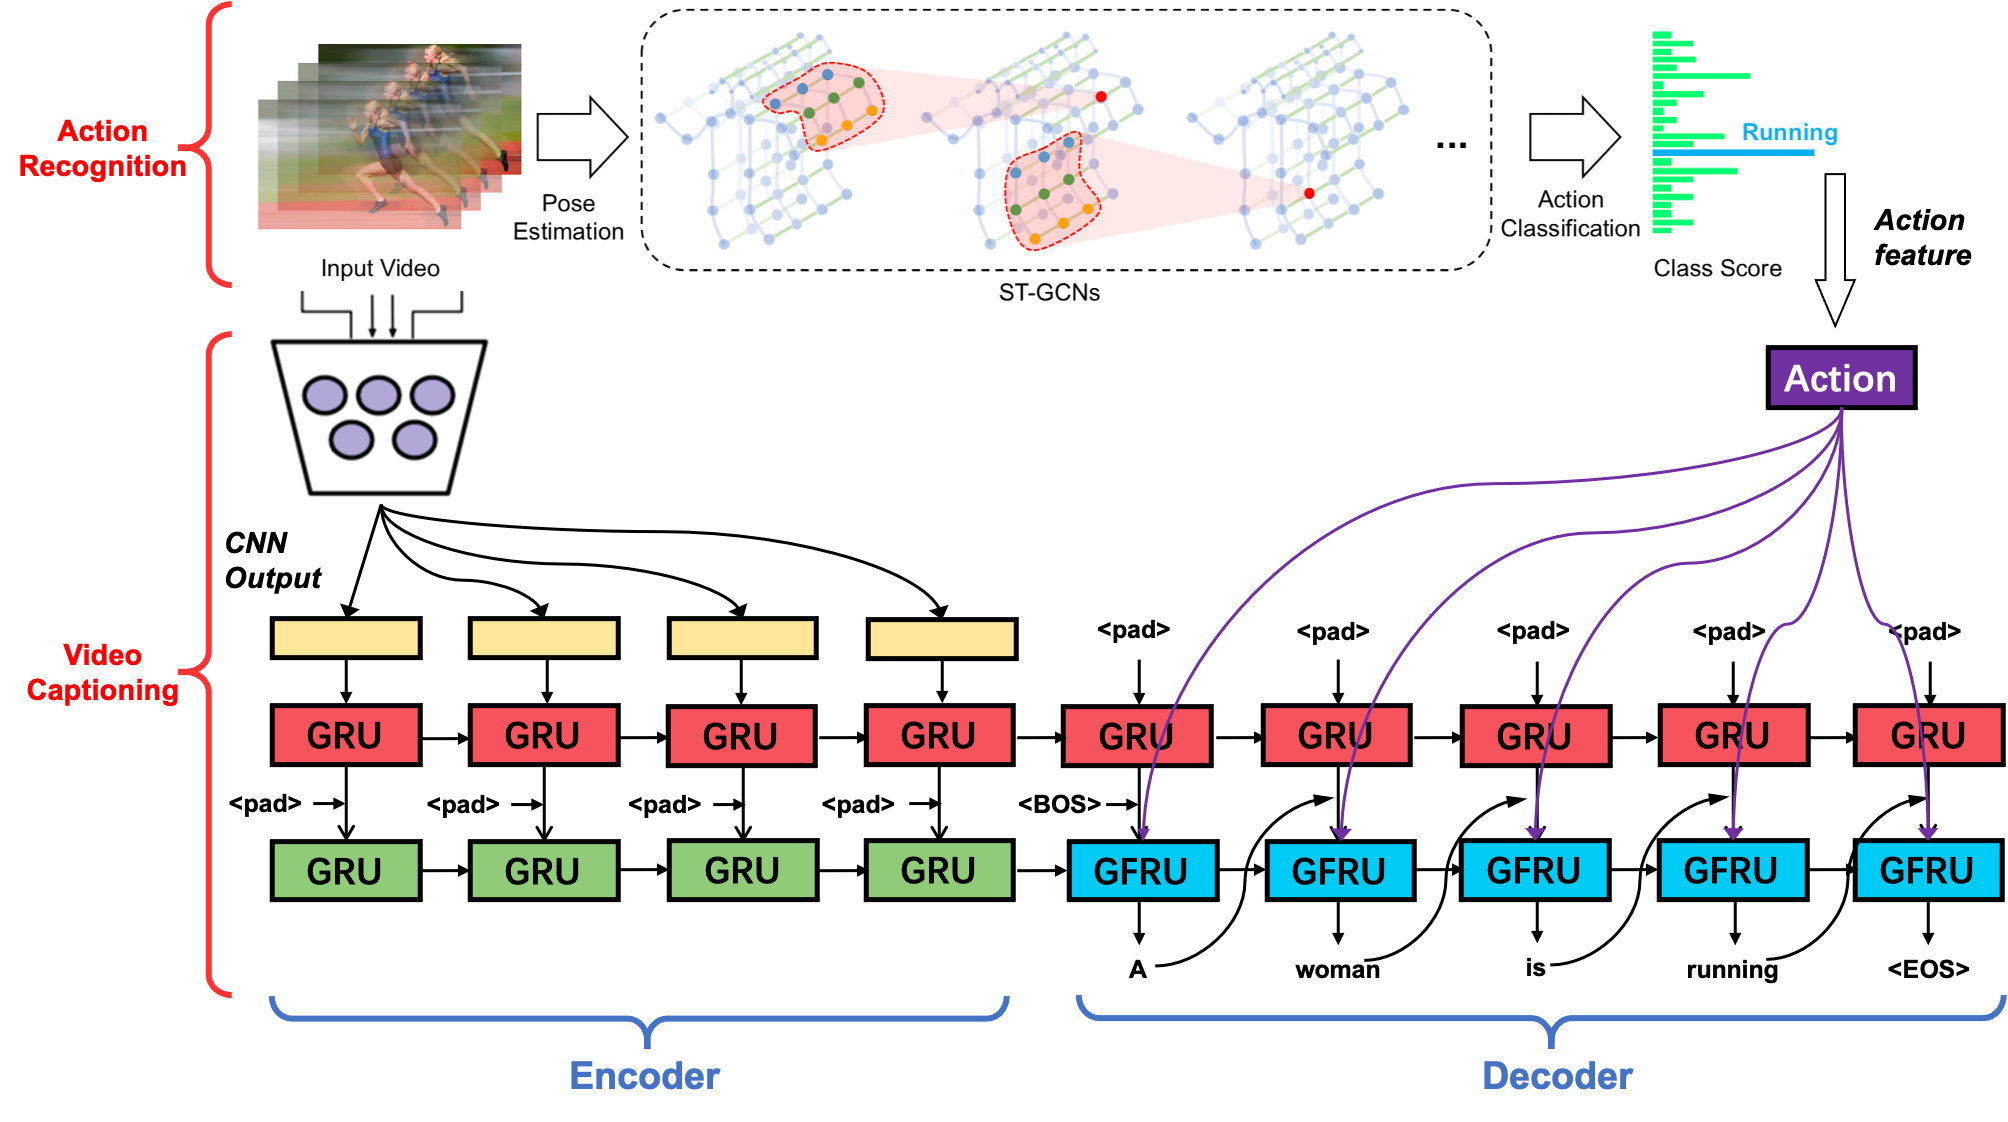 Action
Recognition
Pose
Estimation
Input Video
ST-GCNs
...
Action
Classification
Running
Class Score
Action
feature
Action
Video
Captioning
CNN
Output
<pad> <pad> <pad> <pad> <pad>
GRU GRU GRU GRU GRU GRU GRU GRU GRU
<pad> <pad> <pad> <pad> <BOS>
GRU GRU GRU GRU GFRU GFRU GFRU GFRU GFRU
A woman is running <EOS>
Encoder Decoder